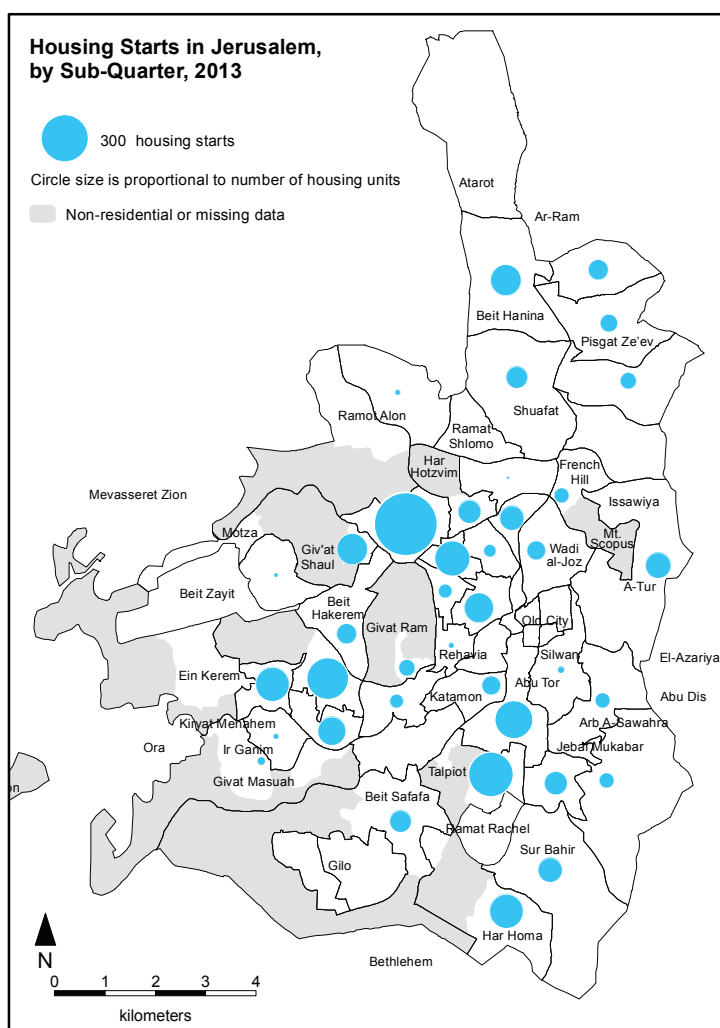 Housing Starts in Jerusalem,
by Sub-Quarter, 2013
300 housing starts
Circle size is proportional to number of housing units
Non-residential or missing data
Atarot
Ar-Ram
Beit Hanina
Pisgat Ze'ev
Shuafat
Ramot Alon
Ramat
Shlomo
Har
Hotzvim
French
Hill
Issawiya
Mevasseret Zion
Motza
Giv'at
Shaul
Wadi
al-Joz
Mt.
Scopus
A-Tur
Beit Zayit
Beit
Hakerem
Givat Ram
Old City
Rehavia
Silwan
El-Azariya
Ein Kerem
Katamon
Abu Tor
Abu Dis
Kiryat Menahem
Arb A-Sawahra
Ora
Ir Ganim
Jebal Mukabar
on
Givat Masuah
Talpiot
Beit Safafa
Ramat Rachel
Sur Bahir
Gilo
Har Homa
N
Bethlehem
0 1 2 3 4
kilometers